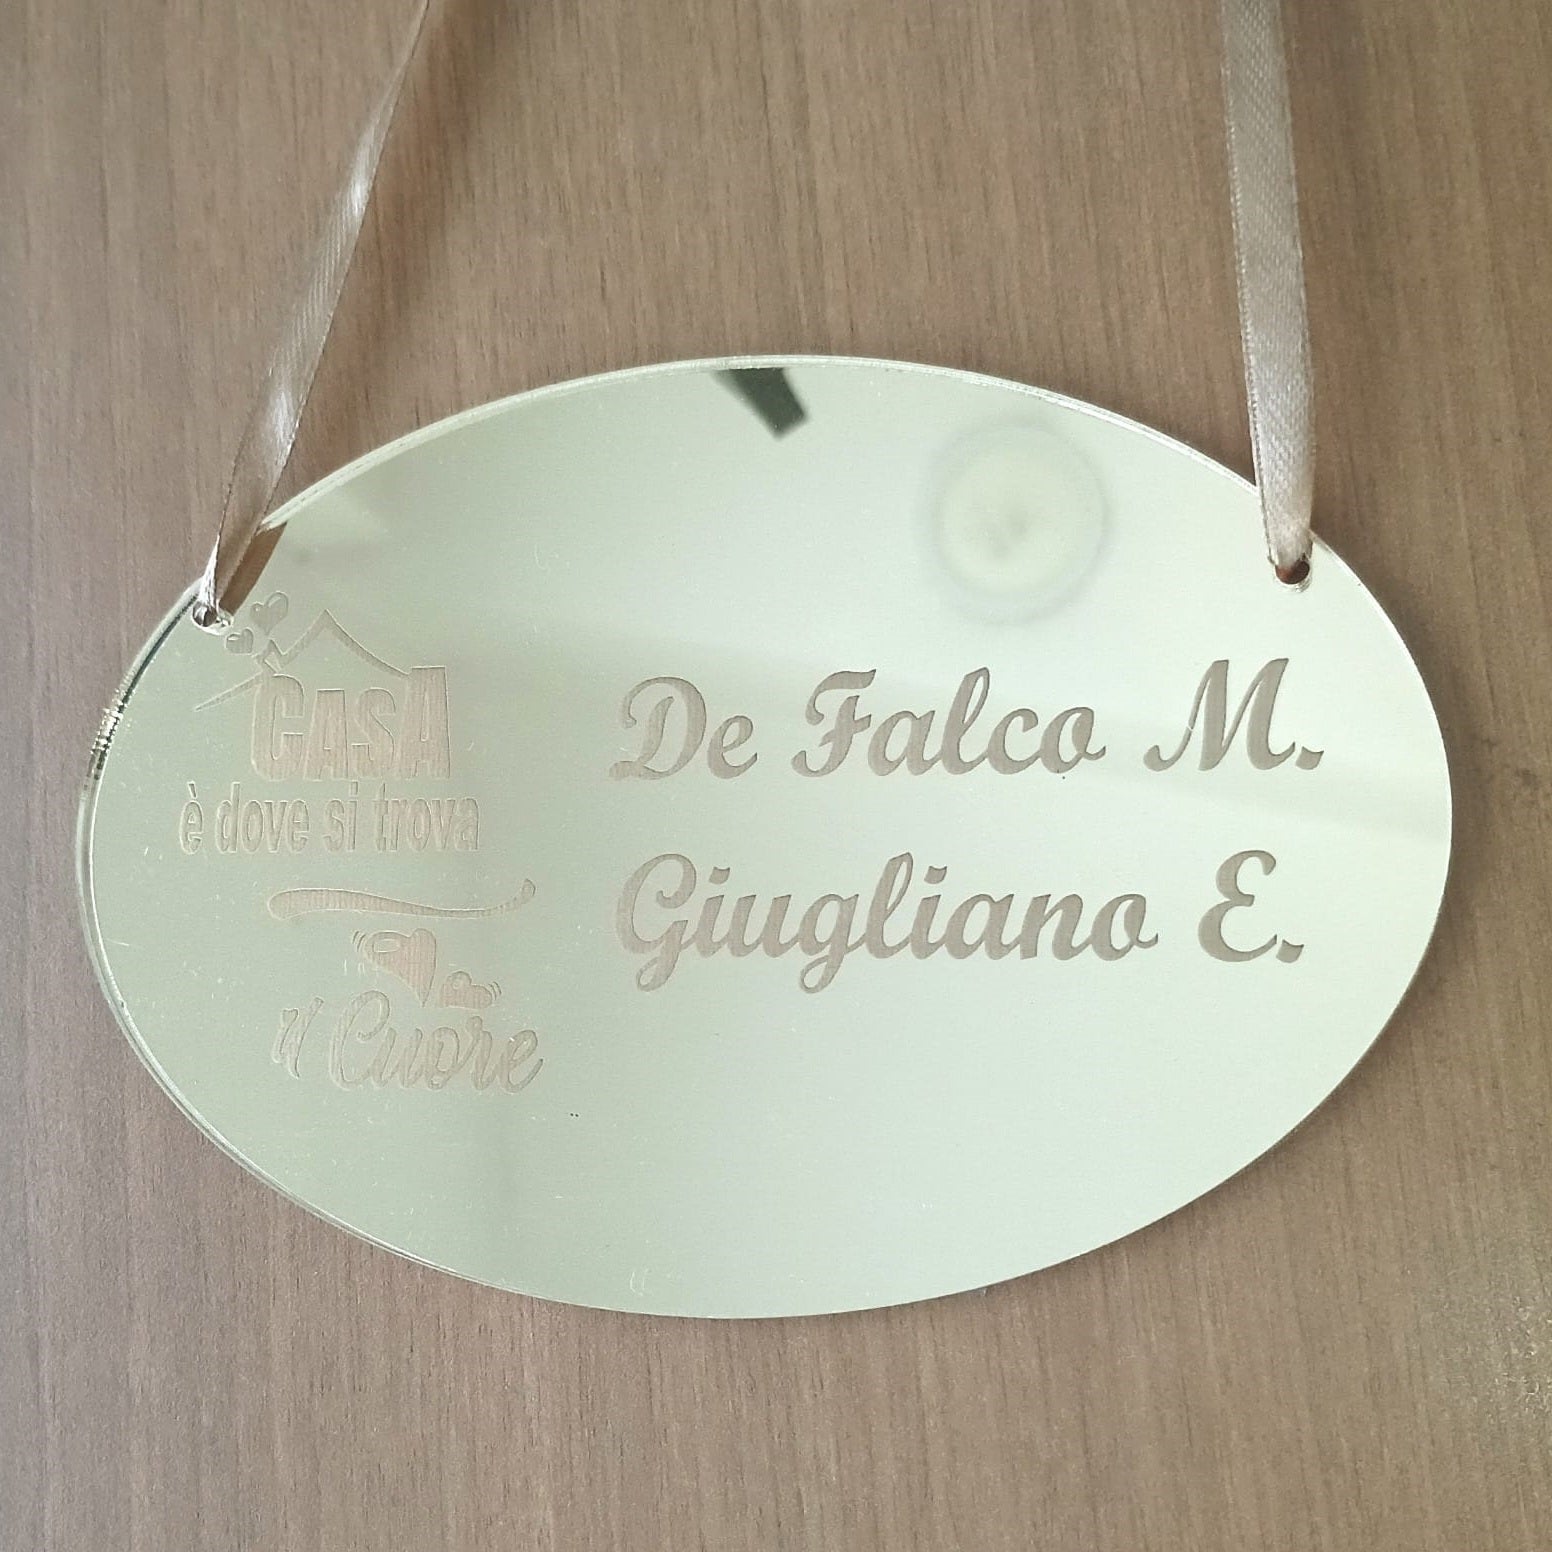 CASA
è dove si trova
il Cuore
De Falco M.
Giugliano E.